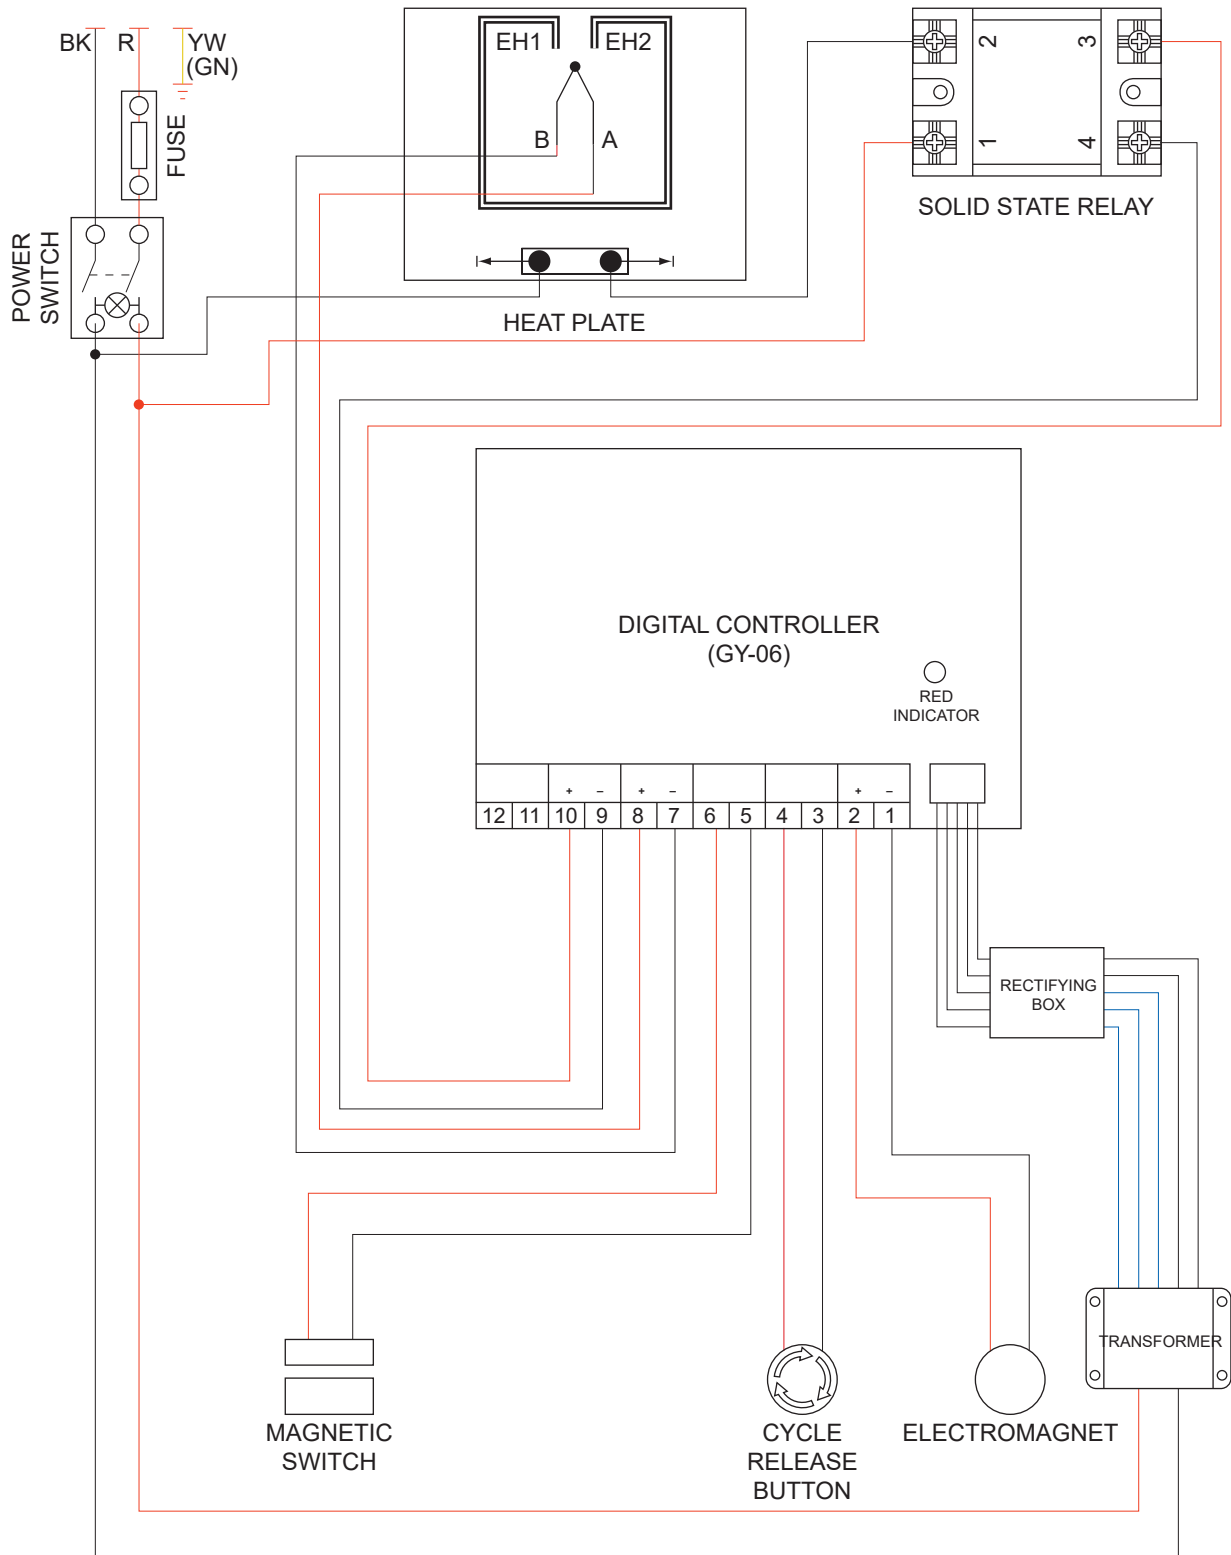 BK R YW
(GN)
FUSE
POWER
SWITCH
EH1 EH2
B A
HEAT PLATE
2 3
1 4
SOLID STATE RELAY
DIGITAL CONTROLLER
(GY-06)
RED
INDICATOR
+ – + – + –
12 11 10 9 8 7 6 5 4 3 2 1
RECTIFYING
BOX
TRANSFORMER
MAGNETIC
SWITCH
CYCLE
RELEASE
BUTTON
ELECTROMAGNET